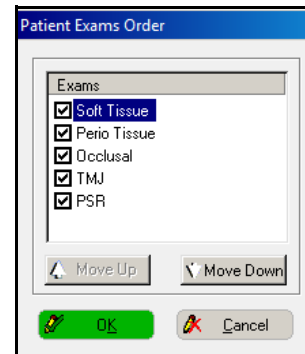 Patient Exams Order
Exams
Soft Tissue
Perio Tissue
Occlusal
TMJ
PSR
Move Up Move Down
OK Cancel